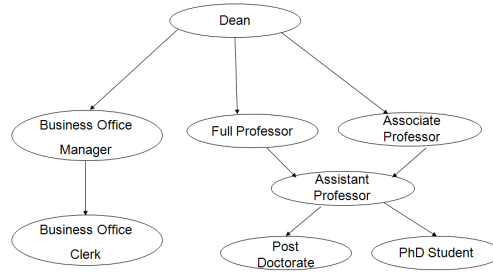 Dean
Business Office
Manager
Full Professor
Associate
Professor
Assistant
Professor
Business Office
Clerk
Post
Doctorate
PhD Student